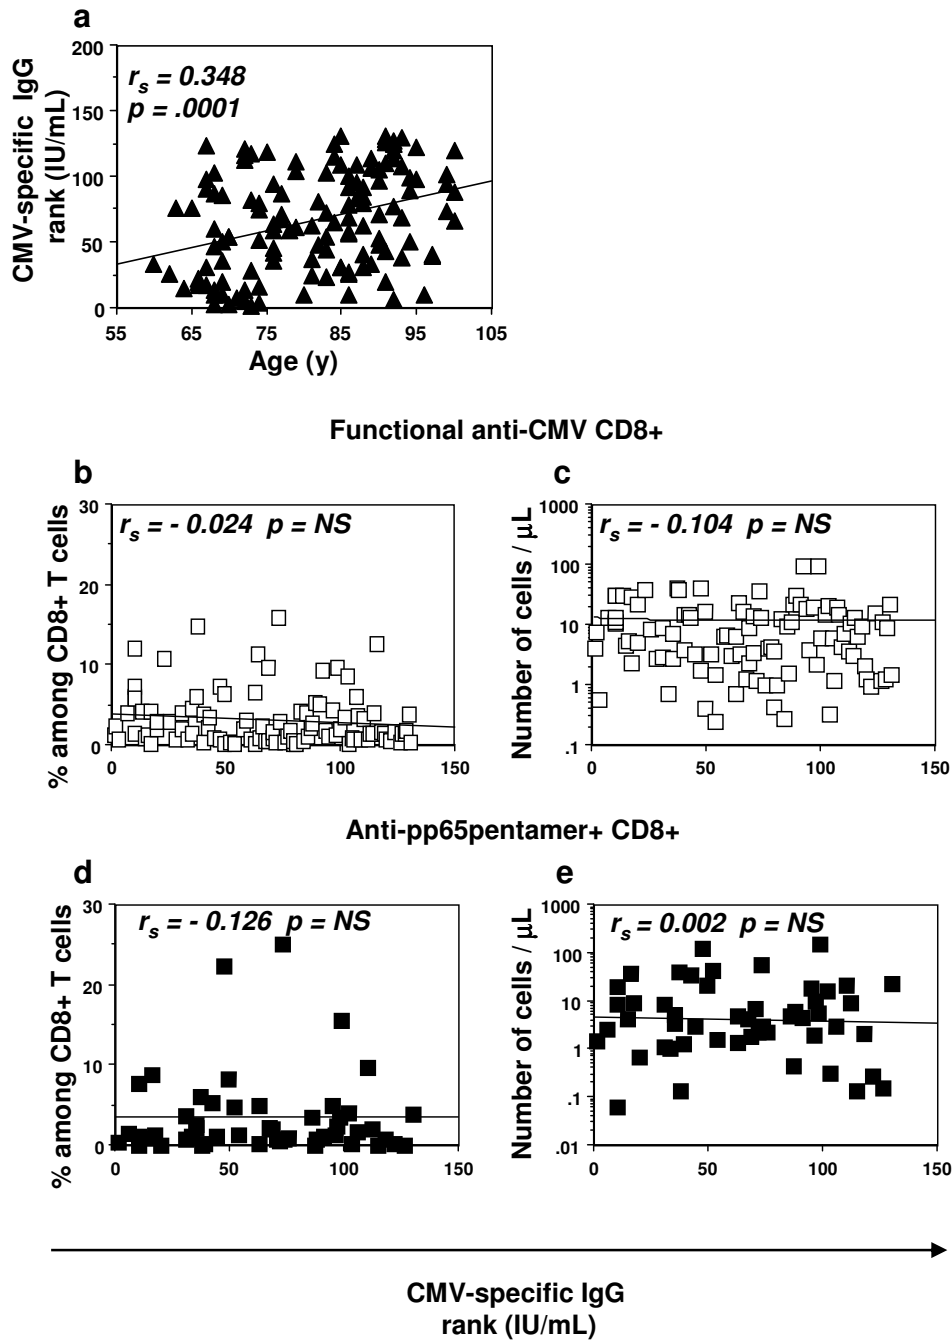 a
CMV-specific IgG
rank (IU/mL)
200
150
100
50
0
r_s = 0.348
p = .0001
55 65 75 85 95 105
Age (y)
Functional anti-CMV CD8+
b
% among CD8+ T cells
30
20
10
0
r_s = - 0.024 p = NS
0 50 100 150
c
Number of cells / µL
1000
100
10
1
.1
r_s = - 0.104 p = NS
0 50 100 150
Anti-pp65pentamer+ CD8+
d
% among CD8+ T cells
30
20
10
0
r_s = - 0.126 p = NS
0 50 100 150
e
Number of cells / µL
1000
100
10
1
.1
.01
r_s = 0.002 p = NS
0 50 100 150
CMV-specific IgG
rank (IU/mL)